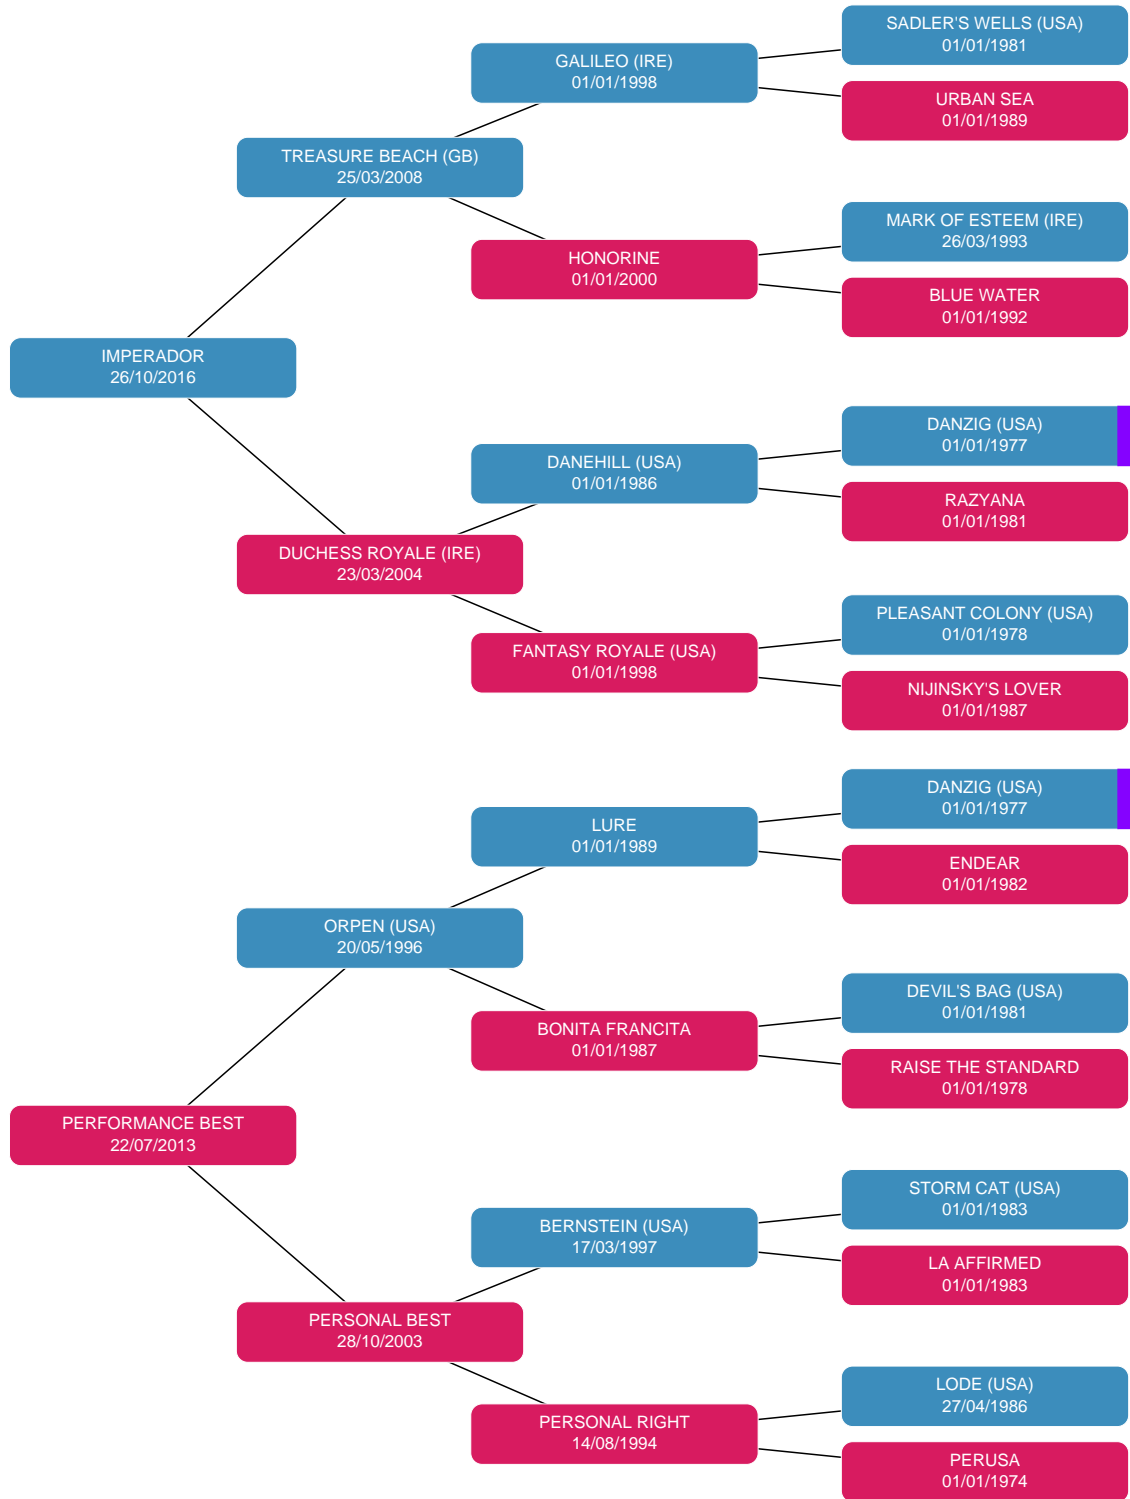 SADLER'S WELLS (USA)
01/01/1981
GALILEO (IRE)
01/01/1998
URBAN SEA
01/01/1989
TREASURE BEACH (GB)
25/03/2008
MARK OF ESTEEM (IRE)
26/03/1993
HONORINE
01/01/2000
BLUE WATER
01/01/1992
IMPERADOR
26/10/2016
DANZIG (USA)
01/01/1977
DANEHILL (USA)
01/01/1986
RAZYANA
01/01/1981
DUCHESS ROYALE (IRE)
23/03/2004
PLEASANT COLONY (USA)
01/01/1978
FANTASY ROYALE (USA)
01/01/1998
NIJINSKY'S LOVER
01/01/1987
DANZIG (USA)
01/01/1977
LURE
01/01/1989
ENDEAR
01/01/1982
ORPEN (USA)
20/05/1996
DEVIL'S BAG (USA)
01/01/1981
BONITA FRANCITA
01/01/1987
RAISE THE STANDARD
01/01/1978
PERFORMANCE BEST
22/07/2013
STORM CAT (USA)
01/01/1983
BERNSTEIN (USA)
17/03/1997
LA AFFIRMED
01/01/1983
PERSONAL BEST
28/10/2003
LODE (USA)
27/04/1986
PERSONAL RIGHT
14/08/1994
PERUSA
01/01/1974